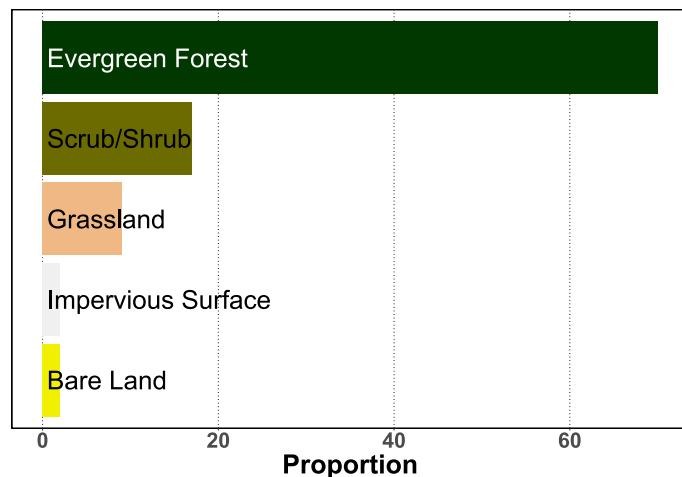 Evergreen Forest
Scrub/Shrub
Grassland
Impervious Surface
Bare Land
0 20 40 60
Proportion